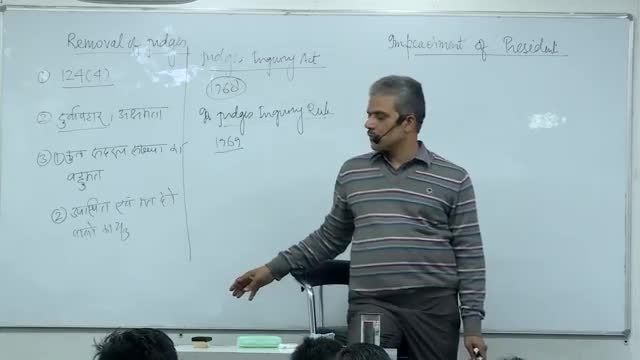 Removal of judges
① 124(4)
② दुर्व्यवहार, अक्षमता
③ ① कुल सदस्य संख्या का
बहुमत
② उपस्थित एवं मत देने
वालों का ⅔
Judges Inquiry Act
1968
Judges Inquiry Rule
1969
Impeachment of President